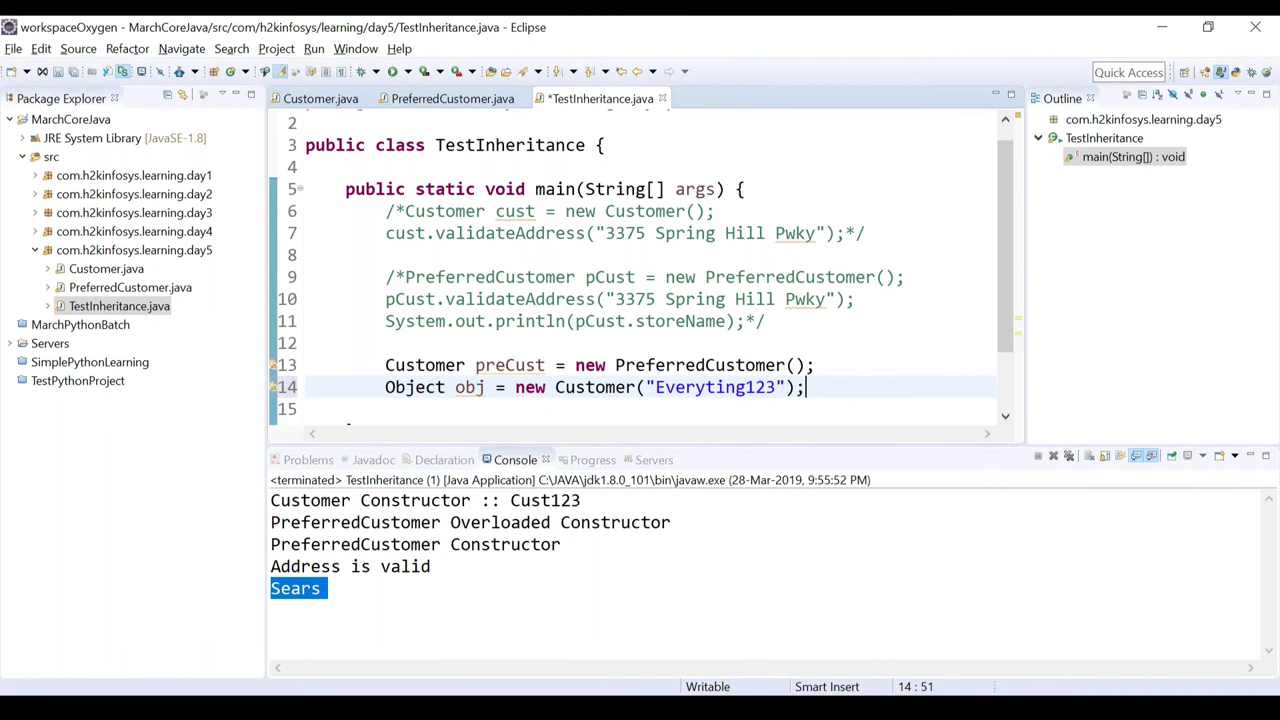 workspaceOxygen - MarchCoreJava/src/com/h2kinfosys/learning/day5/TestInheritance.java - Eclipse
File Edit Source Refactor Navigate Search Project Run Window Help
Quick Access
Package Explorer
Customer.java PreferredCustomer.java *TestInheritance.java
Outline
MarchCoreJava
JRE System Library [JavaSE-1.8]
src
com.h2kinfosys.learning.day1
com.h2kinfosys.learning.day2
com.h2kinfosys.learning.day3
com.h2kinfosys.learning.day4
com.h2kinfosys.learning.day5
Customer.java
PreferredCustomer.java
TestInheritance.java
MarchPythonBatch
Servers
SimplePythonLearning
TestPythonProject
2
3 public class TestInheritance {
4
5 public static void main(String[] args) {
6 /*Customer cust = new Customer();
7 cust.validateAddress("3375 Spring Hill Pwky");*/
8
9 /*PreferredCustomer pCust = new PreferredCustomer();
10 pCust.validateAddress("3375 Spring Hill Pwky");
11 System.out.println(pCust.storeName);*/
12
13 Customer preCust = new PreferredCustomer();
14 Object obj = new Customer("Everyting123");
15
com.h2kinfosys.learning.day5
TestInheritance
main(String[]) : void
Problems Javadoc Declaration Console Progress Servers
<terminated> TestInheritance (1) [Java Application] C:\JAVA\jdk1.8.0_101\bin\javaw.exe (28-Mar-2019, 9:55:52 PM)
Customer Constructor :: Cust123
PreferredCustomer Overloaded Constructor
PreferredCustomer Constructor
Address is valid
Sears
Writable Smart Insert 14 : 51